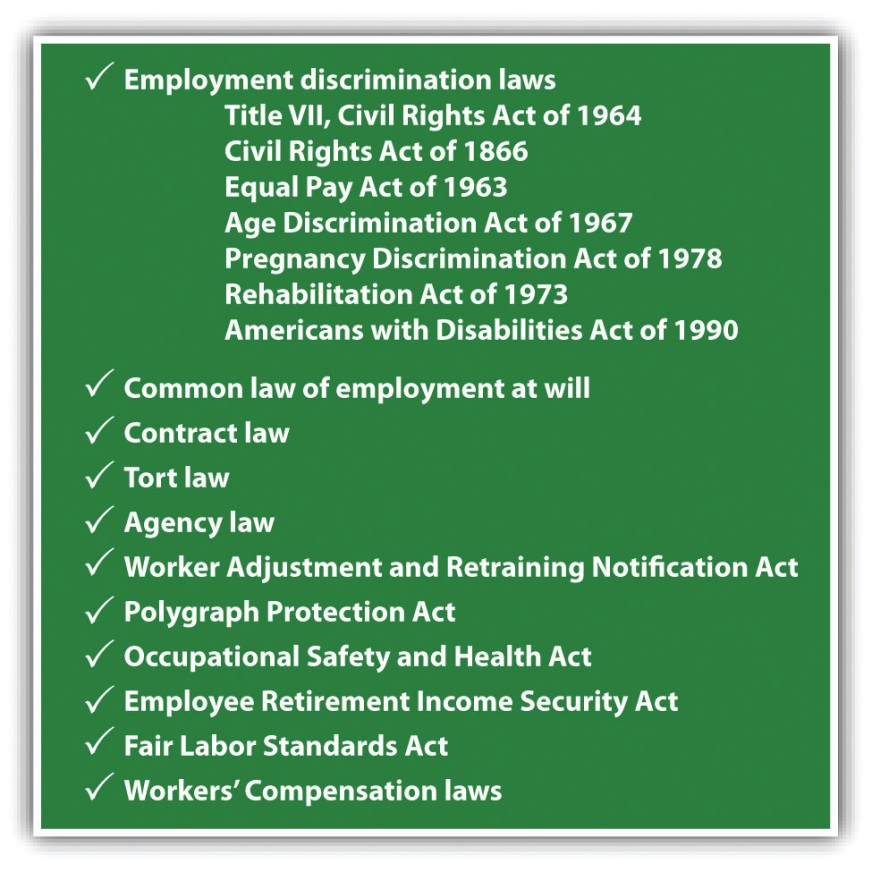 ✓ Employment discrimination laws
Title VII, Civil Rights Act of 1964
Civil Rights Act of 1866
Equal Pay Act of 1963
Age Discrimination Act of 1967
Pregnancy Discrimination Act of 1978
Rehabilitation Act of 1973
Americans with Disabilities Act of 1990
✓ Common law of employment at will
✓ Contract law
✓ Tort law
✓ Agency law
✓ Worker Adjustment and Retraining Notification Act
✓ Polygraph Protection Act
✓ Occupational Safety and Health Act
✓ Employee Retirement Income Security Act
✓ Fair Labor Standards Act
✓ Workers’ Compensation laws